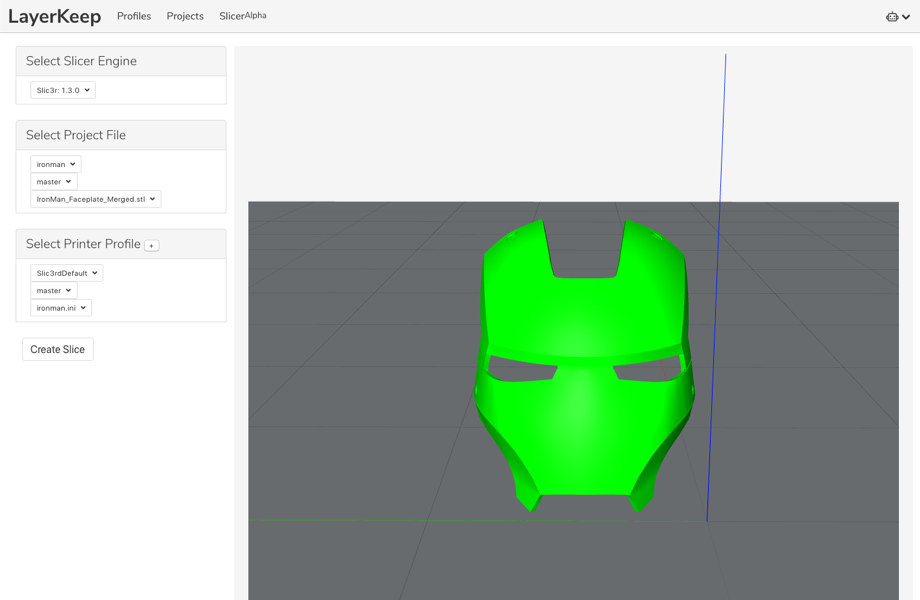 LayerKeep Profiles Projects SlicerAlpha
Select Slicer Engine
Slic3r: 1.3.0
Select Project File
ironman
master
IronMan_Faceplate_Merged.stl
Select Printer Profile +
Slic3rdDefault
master
ironman.ini
Create Slice